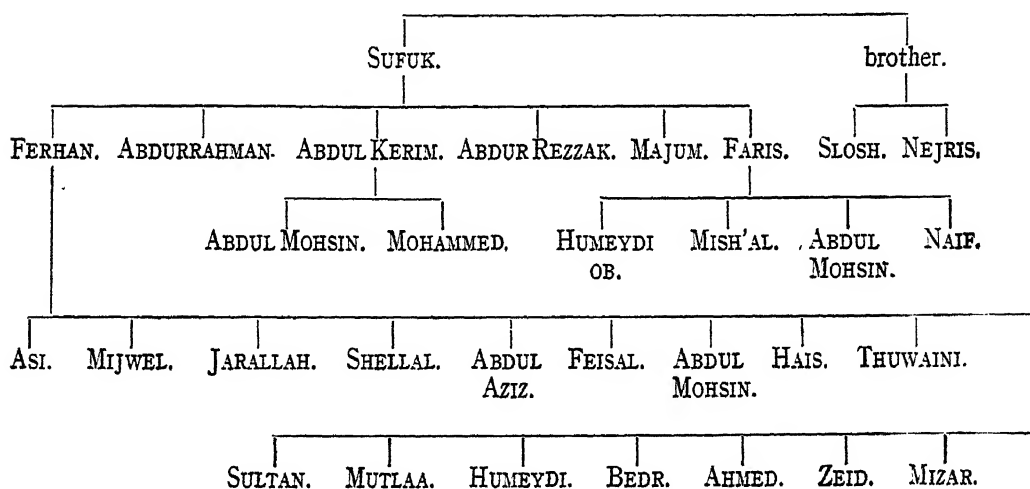 SUFUK. brother.
FERHAN. ABDURRAHMAN. ABDUL KERIM. ABDUR REZZAK. MAJUM. FARIS. SLOSH. NEJRIS.
ABDUL MOHSIN. MOHAMMED. HUMEYDI MISH'AL. ABDUL NAIF.
OB. MOHSIN.
ASI. MIJWEL. JARALLAH. SHELLAL. ABDUL FEISAL. ABDUL HAIS. THUWAINI.
AZIZ. MOHSIN.
SULTAN. MUTLAA. HUMEYDI. BEDR. AHMED. ZEID. MIZAR.